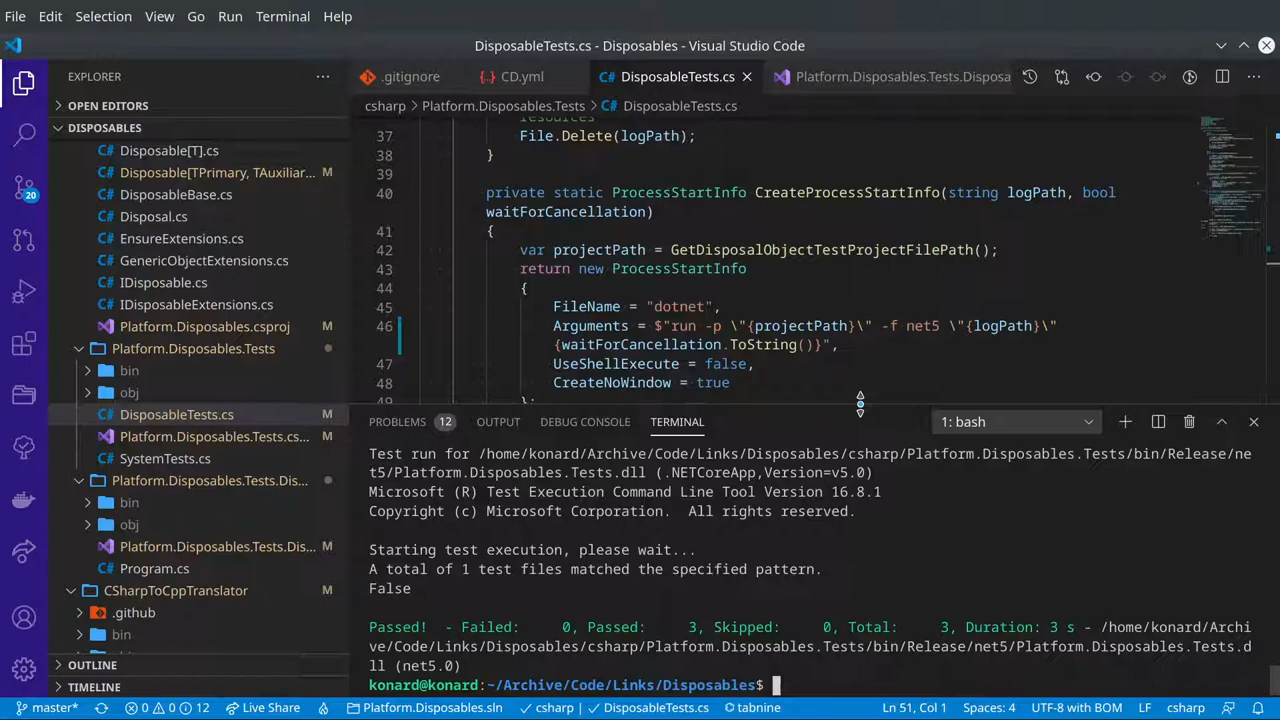 File Edit Selection View Go Run Terminal Help
DisposableTests.cs - Disposables - Visual Studio Code
EXPLORER
OPEN EDITORS
DISPOSABLES
Disposable[T].cs
Disposable[TPrimary, TAuxiliar... M
DisposableBase.cs
Disposal.cs
EnsureExtensions.cs
GenericObjectExtensions.cs
IDisposable.cs
IDisposableExtensions.cs
Platform.Disposables.csproj M
Platform.Disposables.Tests
bin
obj
DisposableTests.cs M
Platform.Disposables.Tests.cs... M
SystemTests.cs
Platform.Disposables.Tests.Dis...
bin
obj
Platform.Disposables.Tests.Dis... M
Program.cs
CSharpToCppTranslator M
.github
bin
OUTLINE
TIMELINE
20
.gitignore CD.yml DisposableTests.cs Platform.Disposables.Tests.Disposa
csharp > Platform.Disposables.Tests > DisposableTests.cs
resources
37 File.Delete(logPath);
38 }
39
40 private static ProcessStartInfo CreateProcessStartInfo(string logPath, bool
waitForCancellation)
41 {
42 var projectPath = GetDisposalObjectTestProjectFilePath();
43 return new ProcessStartInfo
44 {
45 FileName = "dotnet",
46 Arguments = $"run -p \"{projectPath}\" -f net5 \"{logPath}\"
{waitForCancellation.ToString()}",
47 UseShellExecute = false,
48 CreateNoWindow = true
49 };
PROBLEMS 12 OUTPUT DEBUG CONSOLE TERMINAL 1: bash
Test run for /home/konard/Archive/Code/Links/Disposables/csharp/Platform.Disposables.Tests/bin/Release/ne
t5/Platform.Disposables.Tests.dll (.NETCoreApp,Version=v5.0)
Microsoft (R) Test Execution Command Line Tool Version 16.8.1
Copyright (c) Microsoft Corporation.  All rights reserved.
Starting test execution, please wait...
A total of 1 test files matched the specified pattern.
False
Passed!  - Failed:     0, Passed:     3, Skipped:     0, Total:     3, Duration: 3 s - /home/konard/Archi
ve/Code/Links/Disposables/csharp/Platform.Disposables.Tests/bin/Release/net5/Platform.Disposables.Tests.d
ll (net5.0)
konard@konard:~/Archive/Code/Links/Disposables$
master* 0 0 12 Live Share Platform.Disposables.sln csharp | DisposableTests.cs tabnine Ln 51, Col 1 Spaces: 4 UTF-8 with BOM LF csharp